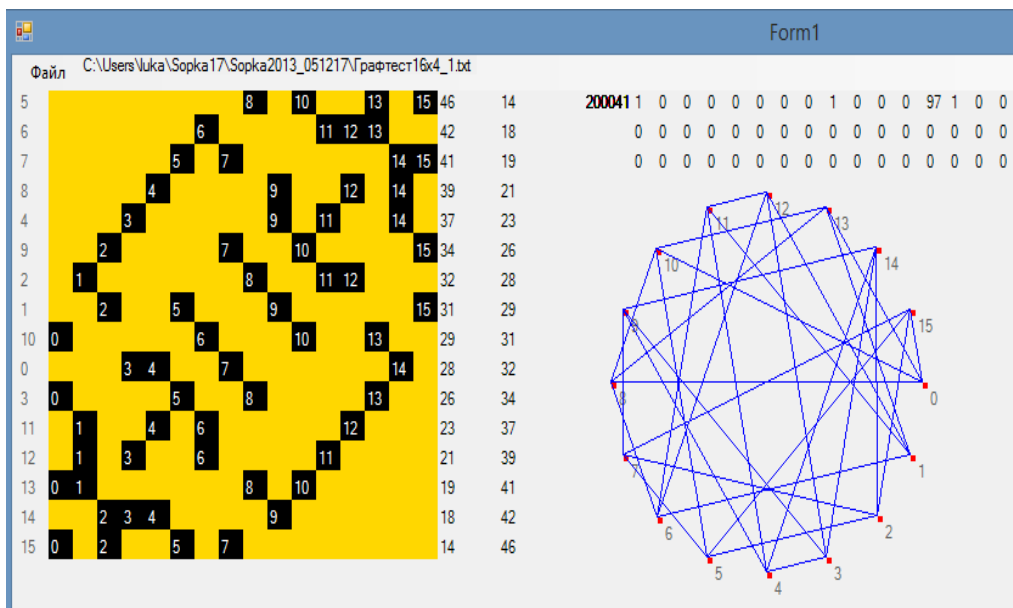 Form1
Файл C:\Users\luka\Sopka17\Sopka2013_051217\Графтест16x4_1.txt
5 8 10 13 15 46 14 200041 1 0 0 0 0 0 0 0 1 0 0 0 97 1 0 0
6 6 11 12 13 42 18 0 0 0 0 0 0 0 0 0 0 0 0 0 0 0 0
7 5 7 14 15 41 19 0 0 0 0 0 0 0 0 0 0 0 0 0 0 0 0
8 4 9 12 14 39 21
4 3 9 11 14 37 23
9 2 7 10 15 34 26
2 1 8 11 12 32 28
1 2 5 9 15 31 29
10 0 6 10 13 29 31
0 3 4 7 14 28 32
3 0 5 8 13 26 34
11 1 4 6 12 23 37
12 1 3 6 11 21 39
13 0 1 8 10 19 41
14 2 3 4 9 18 42
15 0 2 5 7 14 46
12
11 13
10 14
9 15
8 0
7 1
6 2
5 3
4